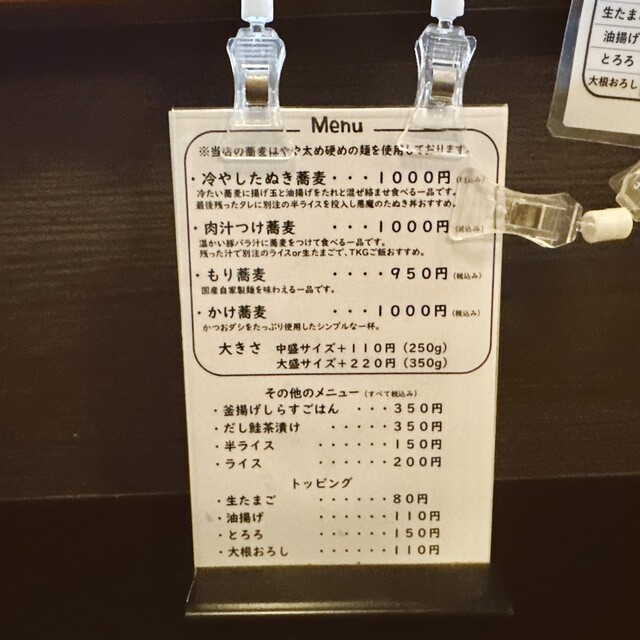 Menu
※当店の蕎麦はやや太め硬めの麺を使用しております。
・冷やしたぬき蕎麦・・・1000円(税込み)
冷たい蕎麦に揚げ玉と油揚げをたれと混ぜ絡ませ食べる一品です。
最後残ったタレに別注の半ライスを投入し悪魔のたぬき丼おすすめ。
・肉汁つけ蕎麦 ・・・1000円(税込み)
温かい豚バラ汁に蕎麦をつけて食べる一品です。
残った汁で別注のライスor生たまごで、TKGご飯おすすめ。
・もり蕎麦 ・・・・950円(税込み)
国産自家製麺を味わえる一品です。
・かけ蕎麦 ・・・1000円(税込み)
かつおダシをたっぷり使用したシンプルな一杯。
大きさ 中盛サイズ+110円(250g)
大盛サイズ+220円(350g)
その他のメニュー(すべて税込み)
・釜揚げしらすごはん ・・・350円
・だし鮭茶漬け ・・・・・350円
・半ライス ・・・・・・150円
・ライス ・・・・・・200円
トッピング
・生たまご ・・・・・・80円
・油揚げ ・・・・・・110円
・とろろ ・・・・・・150円
・大根おろし ・・・・・・110円
生たま
油揚げ
とろろ
大根おろし